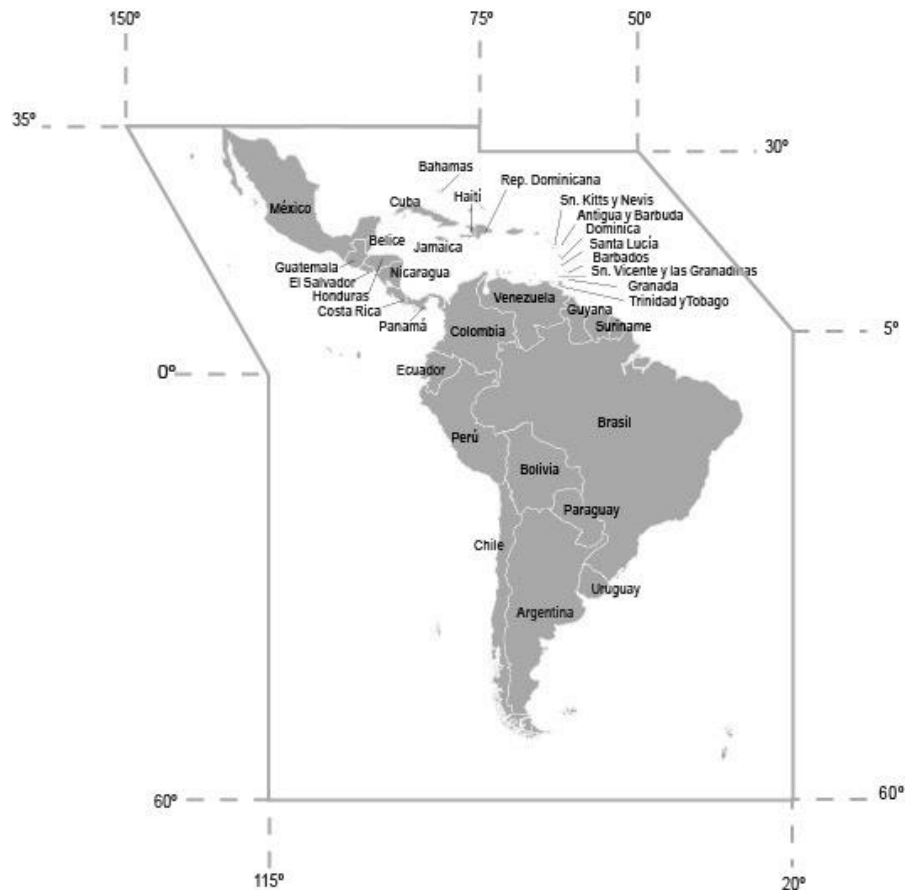 150º
75º
50º
35º
30º
Bahamas
Rep. Dominicana
Haití
Cuba
Sn. Kitts y Nevis
México
Antigua y Barbuda
Dominica
Belice
Jamaica
Santa Lucía
Barbados
Guatemala
Nicaragua
Sn. Vicente y las Granadinas
El Salvador
Granada
Honduras
Venezuela
Trinidad y Tobago
Costa Rica
Guyana
Panamá
Colombia
Suriname
5º
Ecuador
0º
Brasil
Perú
Bolivia
Paraguay
Chile
Uruguay
Argentina
60º
60º
115º
20º